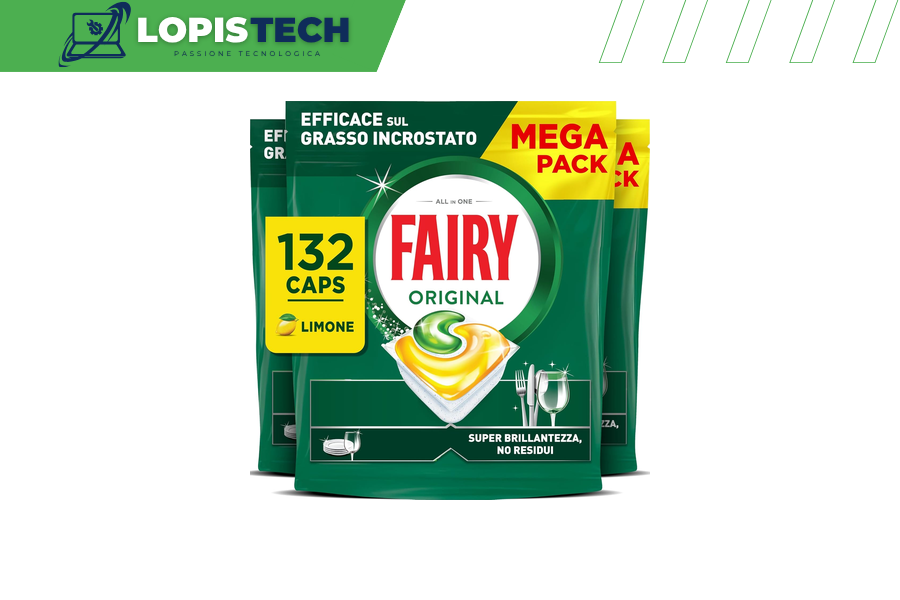 LOPISTECH
PASSIONE TECNOLOGICA
EFFICACE SUL
GRASSO INCROSTATO
MEGA
PACK
ALL IN ONE
FAIRY
ORIGINAL
132
CAPS
LIMONE
SUPER BRILLANTEZZA,
NO RESIDUI